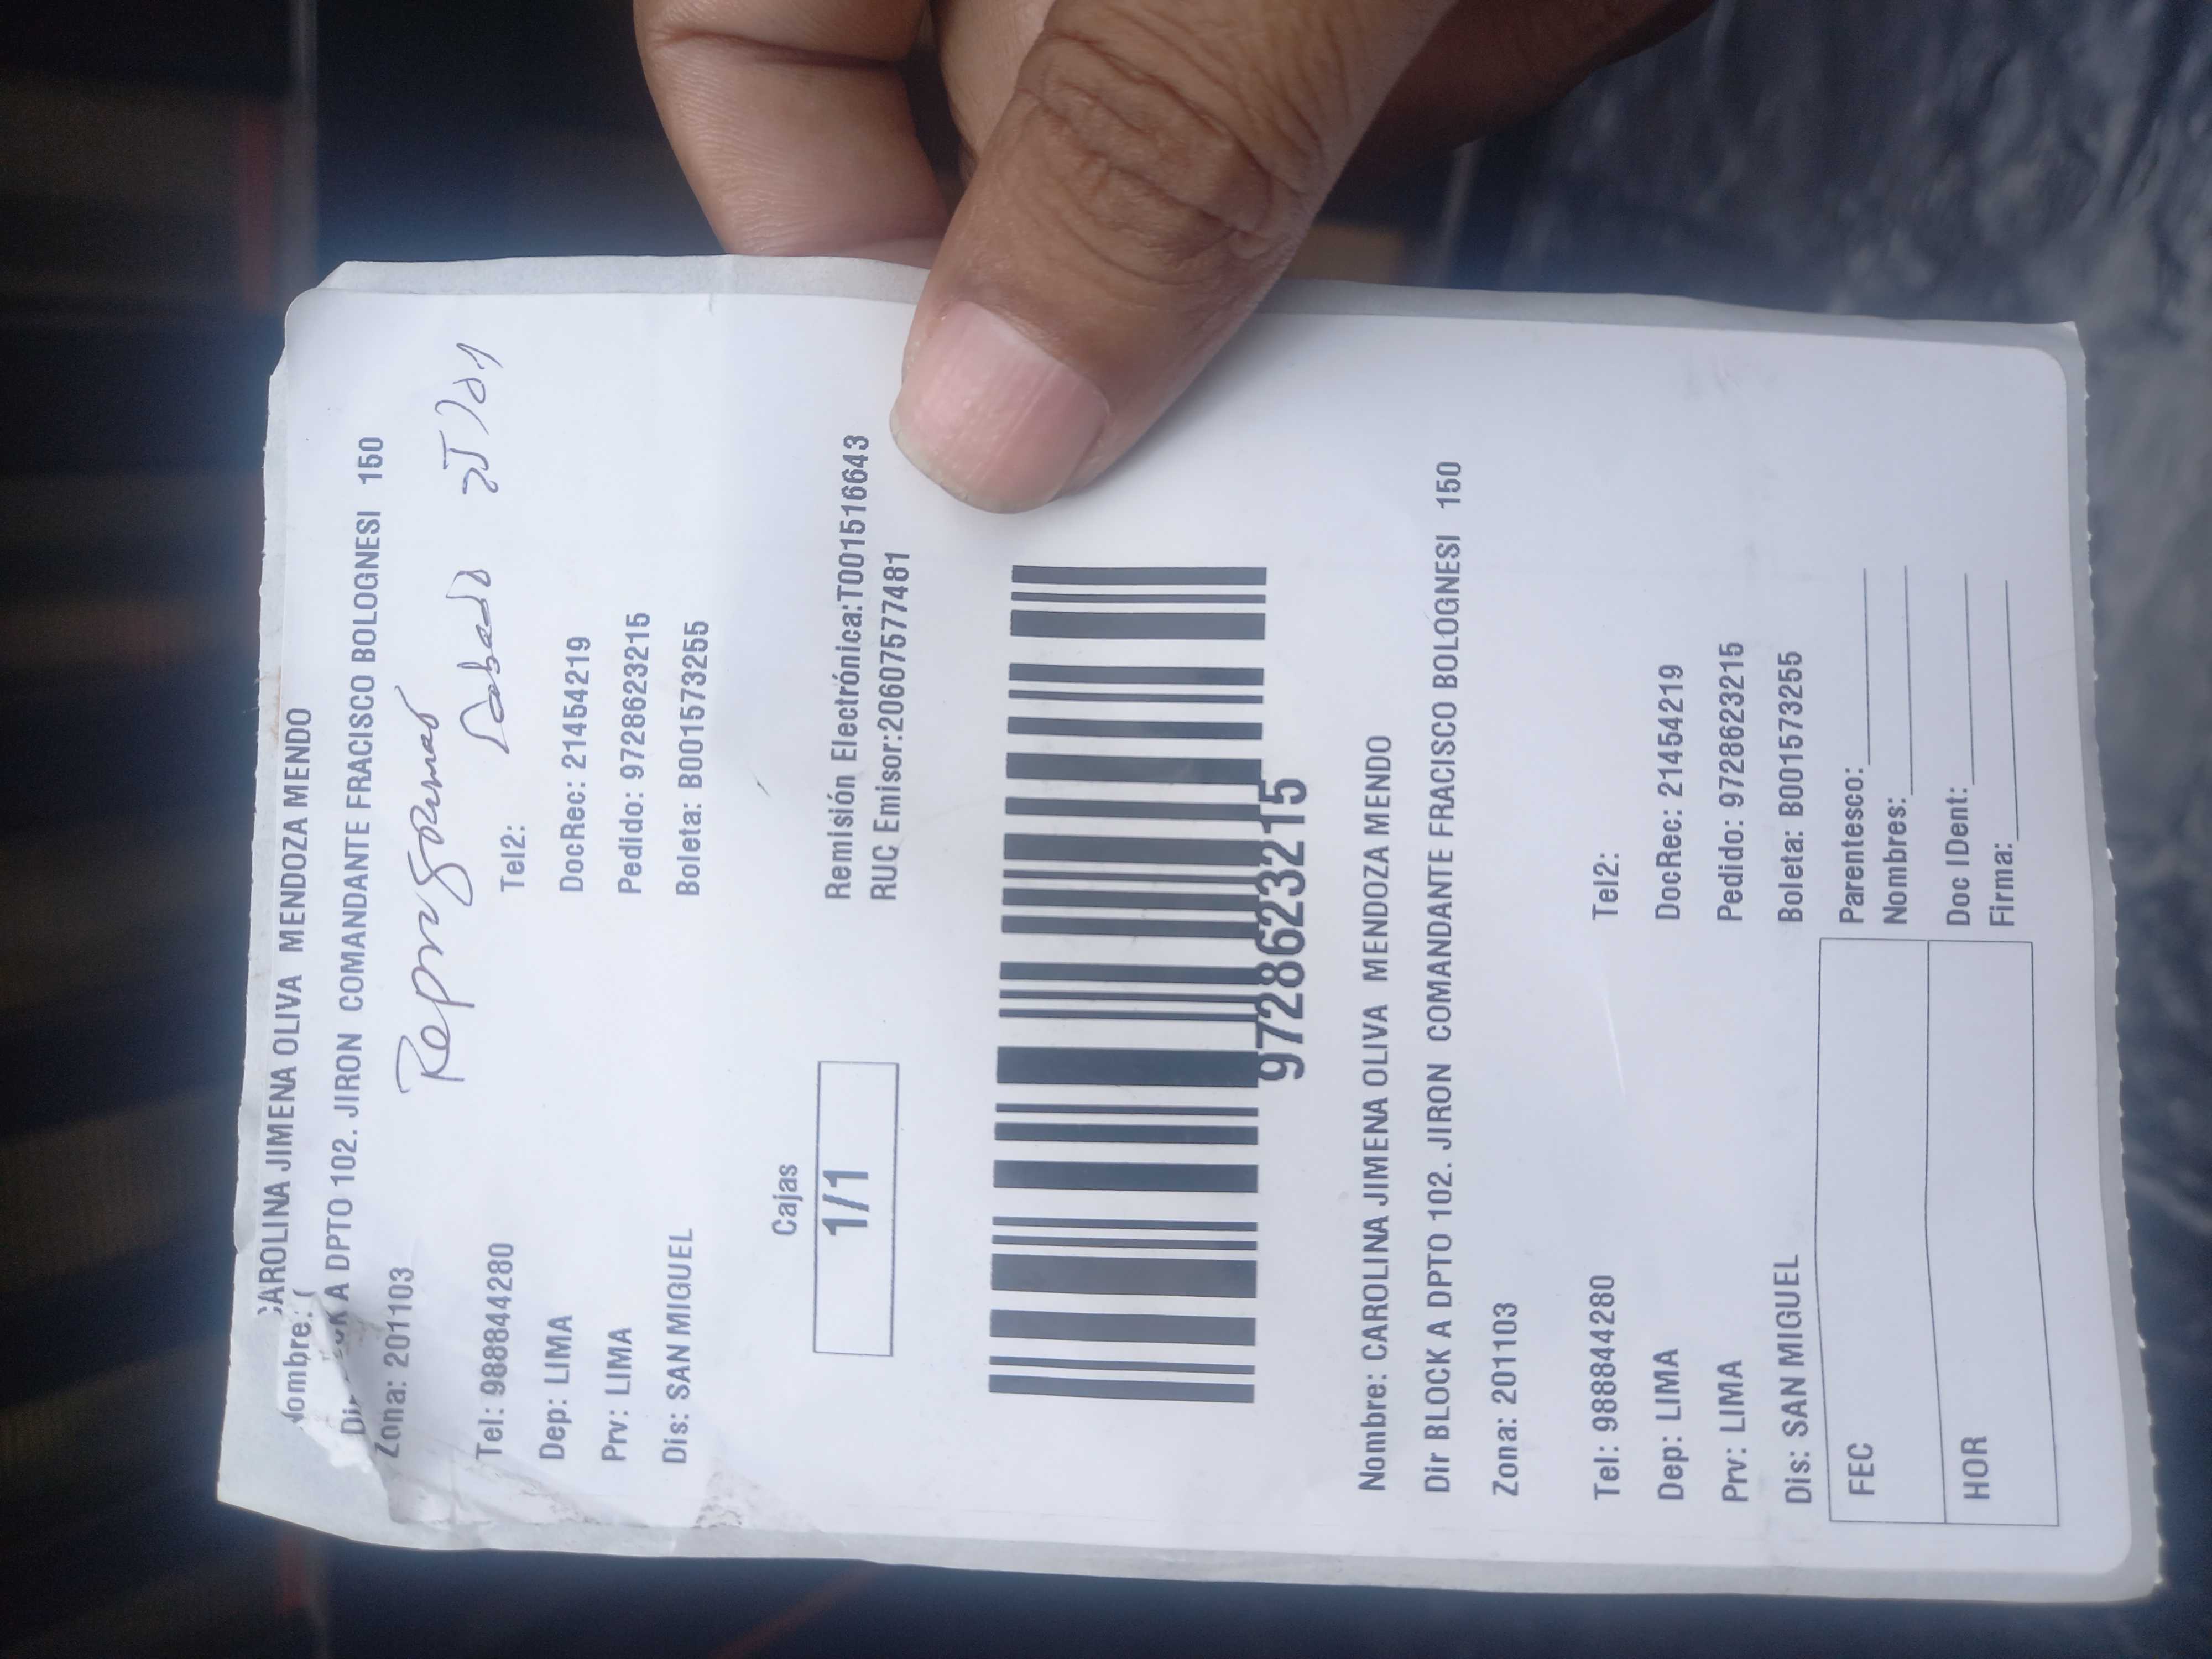 Nombre: CAROLINA JIMENA OLIVA MENDOZA MENDO
Dir BLOCK A DPTO 102. JIRON COMANDANTE FRACISCO BOLOGNESI 150
Zona: 201103
Reprogramar
Sabado
Tel: 988844280 Tel2:
Dep: LIMA DocRec: 21454219
Prv: LIMA Pedido: 9728623215
Dis: SAN MIGUEL Boleta: B001573255
Cajas
1/1
Remisión Electrónica:T001516643
RUC Emisor:20607577481
9728623215
Nombre: CAROLINA JIMENA OLIVA MENDOZA MENDO
Dir BLOCK A DPTO 102. JIRON COMANDANTE FRACISCO BOLOGNESI 150
Zona: 201103
Tel: 988844280 Tel2:
Dep: LIMA DocRec: 21454219
Prv: LIMA Pedido: 9728623215
Dis: SAN MIGUEL Boleta: B001573255
FEC
HOR
Parentesco:
Nombres:
Doc IDent:
Firma: